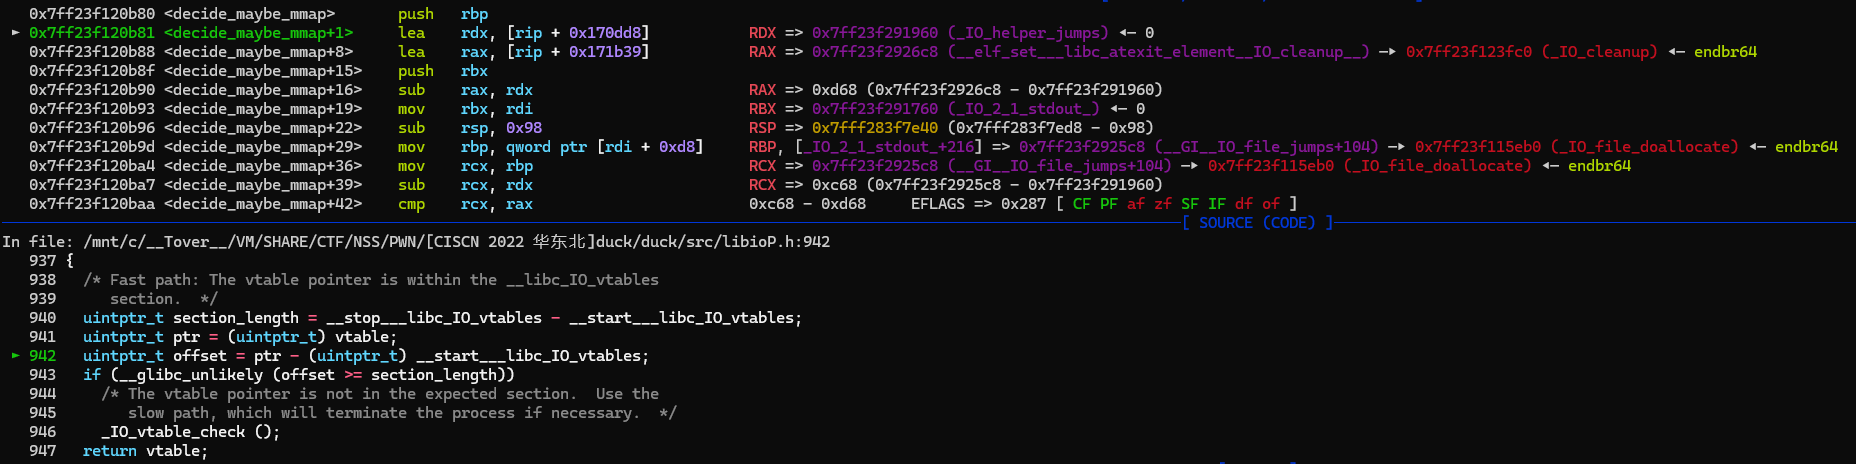 0x7ff23f120b80 <decide_maybe_mmap> push rbp
► 0x7ff23f120b81 <decide_maybe_mmap+1> lea rdx, [rip + 0x170dd8] RDX => 0x7ff23f291960 (_IO_helper_jumps) ◂— 0
0x7ff23f120b88 <decide_maybe_mmap+8> lea rax, [rip + 0x171b39] RAX => 0x7ff23f2926c8 (__elf_set___libc_atexit_element__IO_cleanup__) —▸ 0x7ff23f123fc0 (_IO_cleanup) ◂— endbr64
0x7ff23f120b8f <decide_maybe_mmap+15> push rbx
0x7ff23f120b90 <decide_maybe_mmap+16> sub rax, rdx RAX => 0xd68 (0x7ff23f2926c8 - 0x7ff23f291960)
0x7ff23f120b93 <decide_maybe_mmap+19> mov rbx, rdi RBX => 0x7ff23f291760 (_IO_2_1_stdout_) ◂— 0
0x7ff23f120b96 <decide_maybe_mmap+22> sub rsp, 0x98 RSP => 0x7fff283f7e40 (0x7fff283f7ed8 - 0x98)
0x7ff23f120b9d <decide_maybe_mmap+29> mov rbp, qword ptr [rdi + 0xd8] RBP, [_IO_2_1_stdout_+216] => 0x7ff23f2925c8 (__GI__IO_file_jumps+104) —▸ 0x7ff23f115eb0 (_IO_file_doallocate) ◂— endbr64
0x7ff23f120ba4 <decide_maybe_mmap+36> mov rcx, rbp RCX => 0x7ff23f2925c8 (__GI__IO_file_jumps+104) —▸ 0x7ff23f115eb0 (_IO_file_doallocate) ◂— endbr64
0x7ff23f120ba7 <decide_maybe_mmap+39> sub rcx, rdx RCX => 0xc68 (0x7ff23f2925c8 - 0x7ff23f291960)
0x7ff23f120baa <decide_maybe_mmap+42> cmp rcx, rax 0xc68 - 0xd68 EFLAGS => 0x287 [ CF PF af zf SF IF df of ]
[ SOURCE (CODE) ]
In file: /mnt/c/__Tover__/VM/SHARE/CTF/NSS/PWN/[CISCN 2022 华东北]duck/duck/src/libioP.h:942
937 {
938 /* Fast path: The vtable pointer is within the __libc_IO_vtables
939 section. */
940 uintptr_t section_length = __stop___libc_IO_vtables - __start___libc_IO_vtables;
941 uintptr_t ptr = (uintptr_t) vtable;
► 942 uintptr_t offset = ptr - (uintptr_t) __start___libc_IO_vtables;
943 if (__glibc_unlikely (offset >= section_length))
944 /* The vtable pointer is not in the expected section. Use the
945 slow path, which will terminate the process if necessary. */
946 _IO_vtable_check ();
947 return vtable;